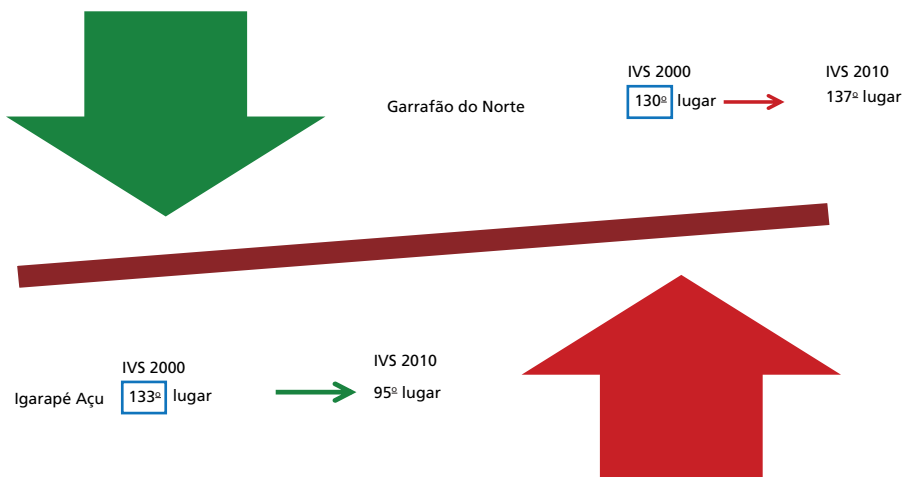 IVS 2000 IVS 2010
Garrafão do Norte 130º lugar 137º lugar
IVS 2000 IVS 2010
Igarapé Açu 133º lugar 95º lugar